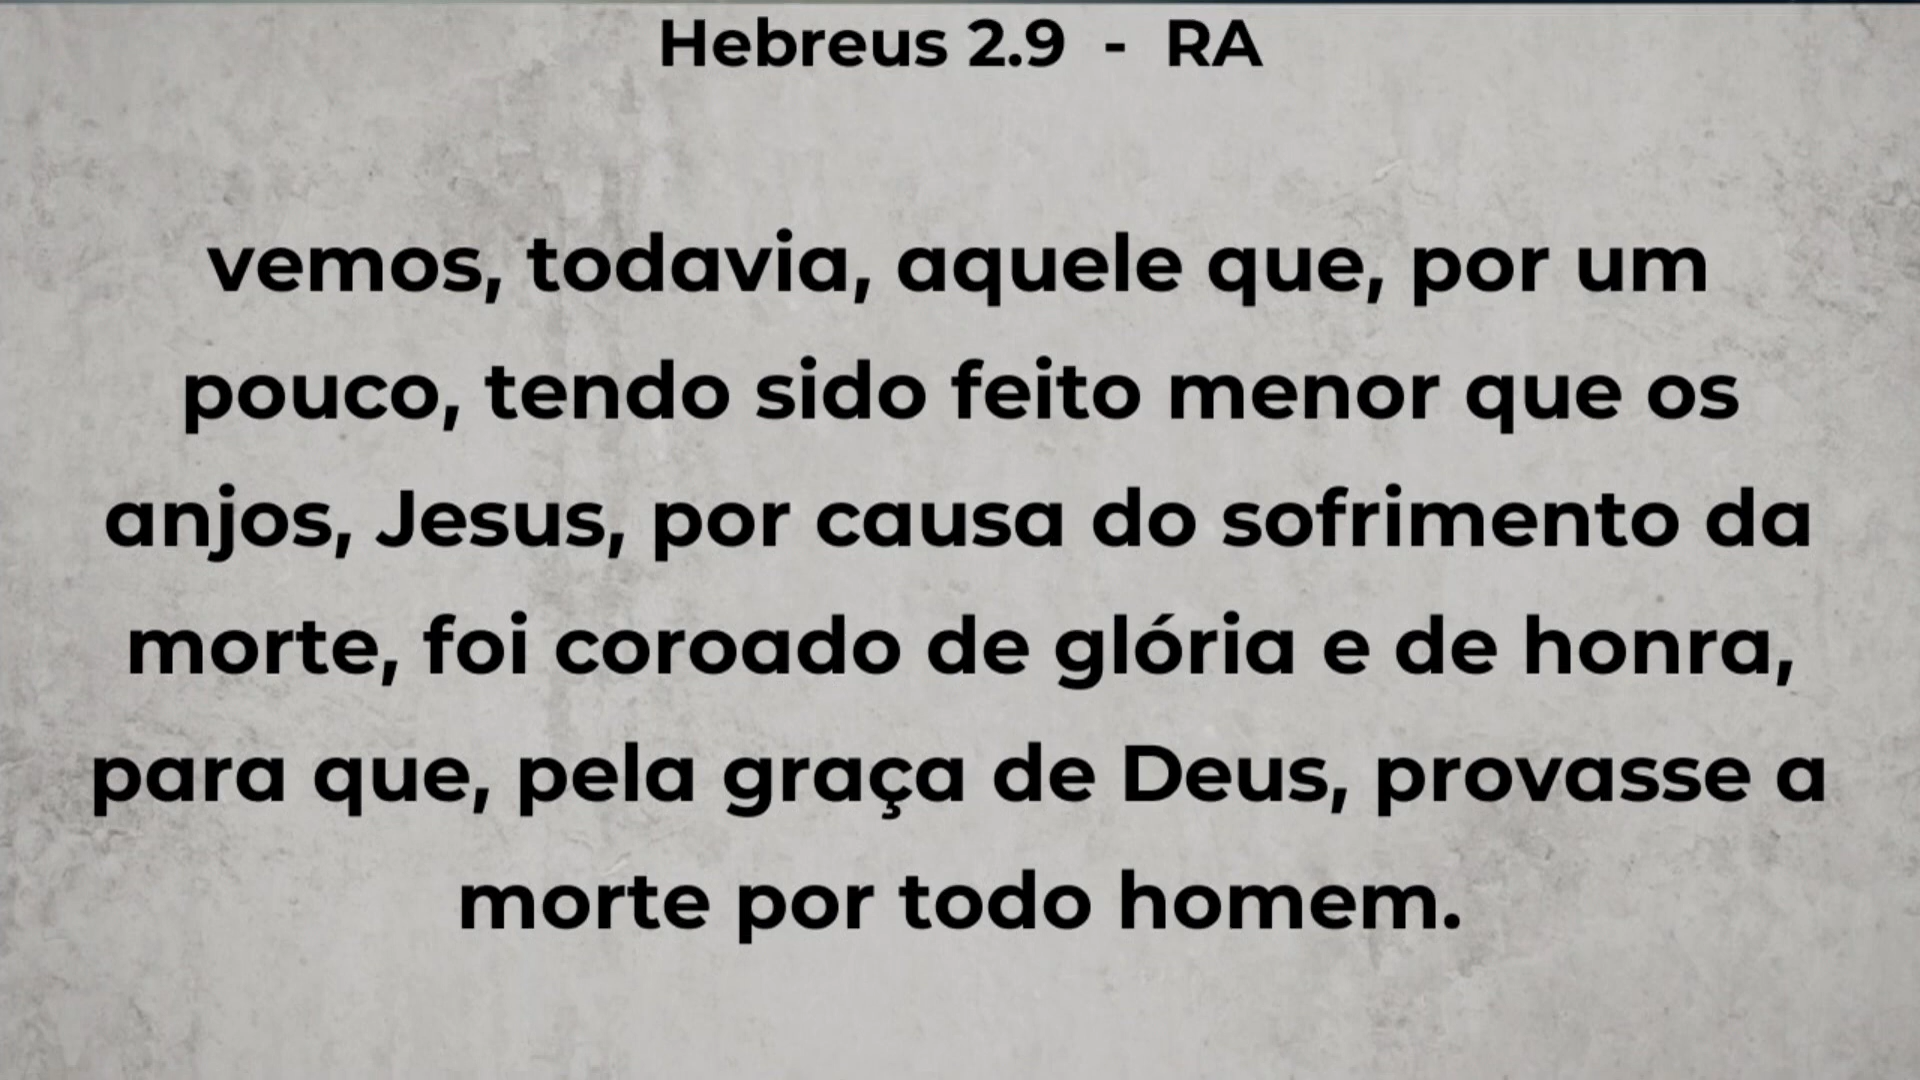 Hebreus 2.9 - RA
vemos, todavia, aquele que, por um
pouco, tendo sido feito menor que os
anjos, Jesus, por causa do sofrimento da
morte, foi coroado de glória e de honra,
para que, pela graça de Deus, provasse a
morte por todo homem.